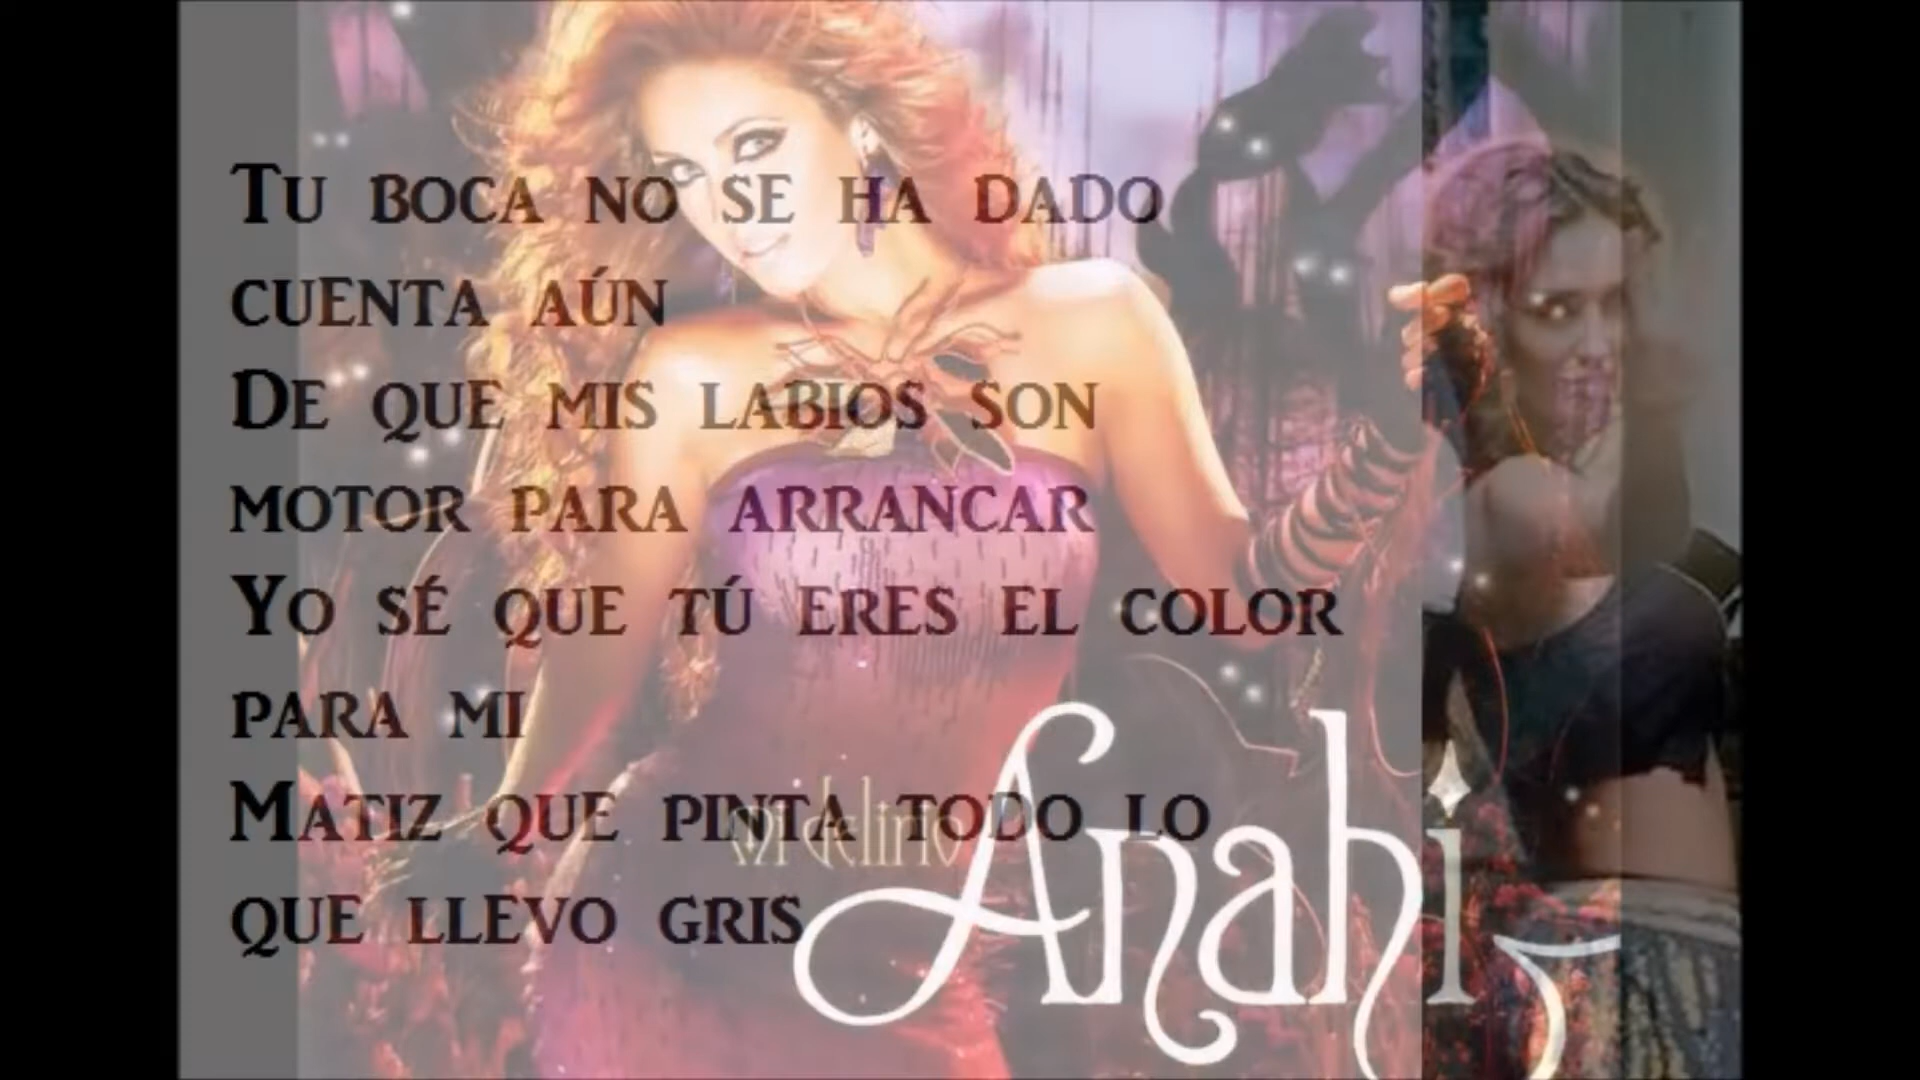 Tu boca no se ha dado
cuenta aún
De que mis labios son
motor para arrancar
Yo sé que tú eres el color
para mi
Matiz que pinta todo lo
que llevo gris
mi delirio
Anahí